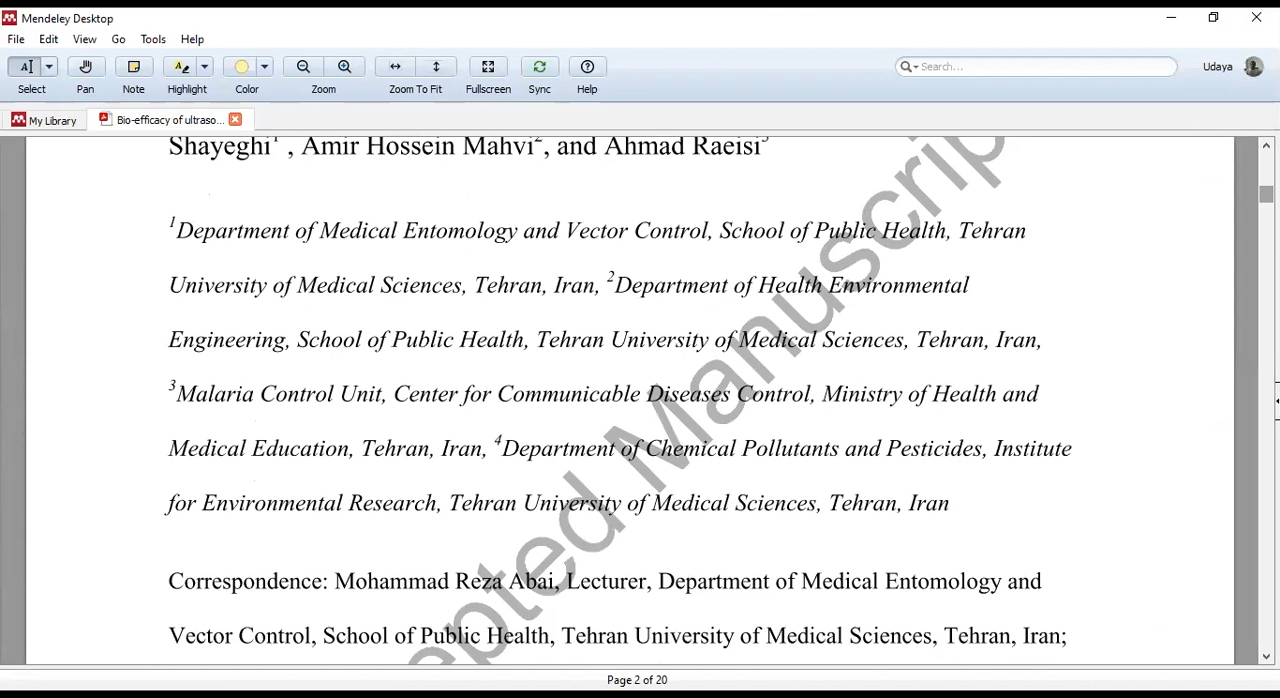 Mendeley Desktop
File Edit View Go Tools Help
Select Pan Note Highlight Color Zoom Zoom To Fit Fullscreen Sync Help
Search...
Udaya
My Library Bio-efficacy of ultraso...
Shayeghi¹ , Amir Hossein Mahvi², and Ahmad Raeisi³
¹Department of Medical Entomology and Vector Control, School of Public Health, Tehran
University of Medical Sciences, Tehran, Iran, ²Department of Health Environmental
Engineering, School of Public Health, Tehran University of Medical Sciences, Tehran, Iran,
³Malaria Control Unit, Center for Communicable Diseases Control, Ministry of Health and
Medical Education, Tehran, Iran, ⁴Department of Chemical Pollutants and Pesticides, Institute
for Environmental Research, Tehran University of Medical Sciences, Tehran, Iran
Correspondence: Mohammad Reza Abai, Lecturer, Department of Medical Entomology and
Vector Control, School of Public Health, Tehran University of Medical Sciences, Tehran, Iran;
epted Manuscrip
Page 2 of 20